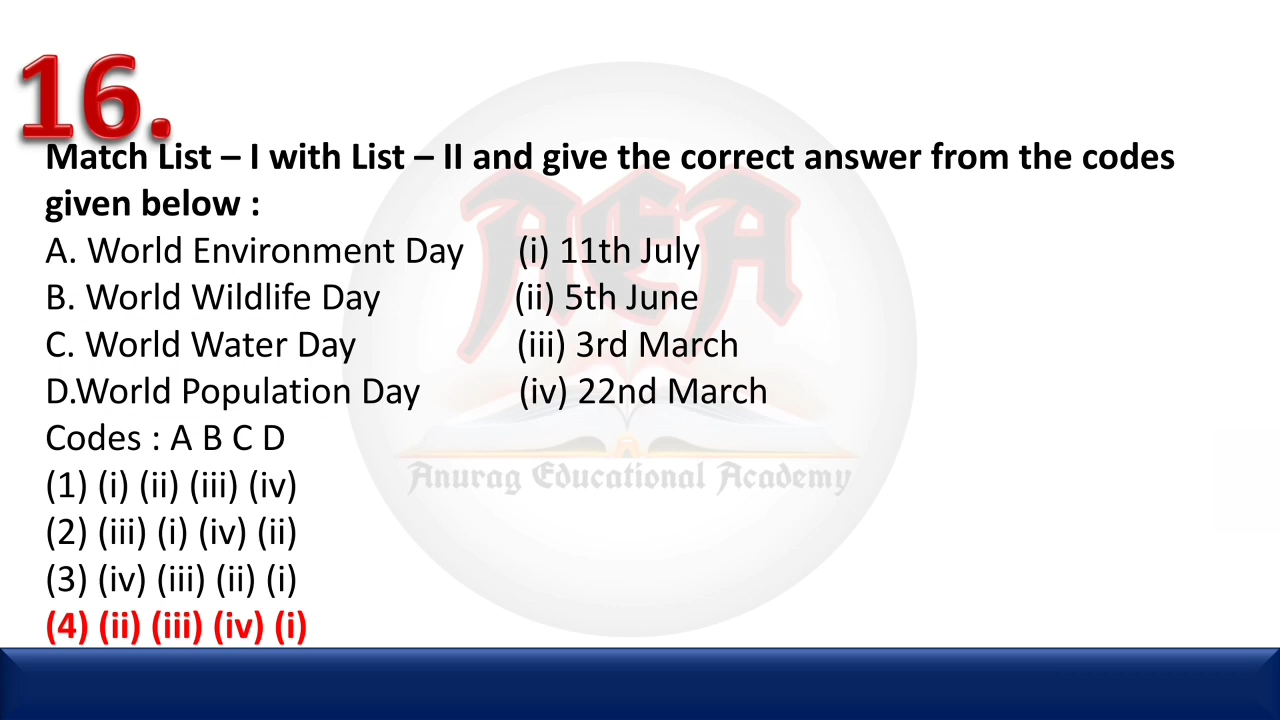 16.
Match List – I with List – II and give the correct answer from the codes
given below :
A. World Environment Day (i) 11th July
B. World Wildlife Day (ii) 5th June
C. World Water Day (iii) 3rd March
D.World Population Day (iv) 22nd March
Codes : A B C D
(1) (i) (ii) (iii) (iv)
(2) (iii) (i) (iv) (ii)
(3) (iv) (iii) (ii) (i)
(4) (ii) (iii) (iv) (i)
AEA
Anurag Educational Academy